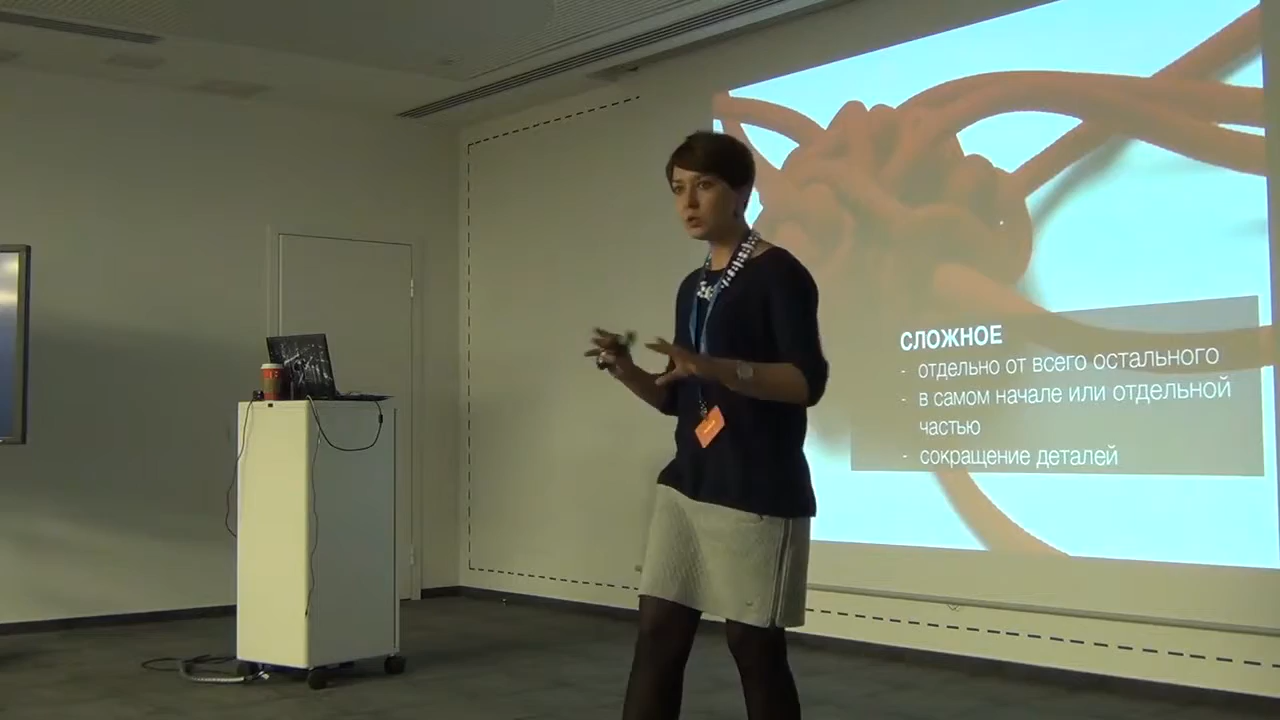 СЛОЖНОЕ
- отдельно от всего остального
- в самом начале или отдельной
частью
- сокращение деталей